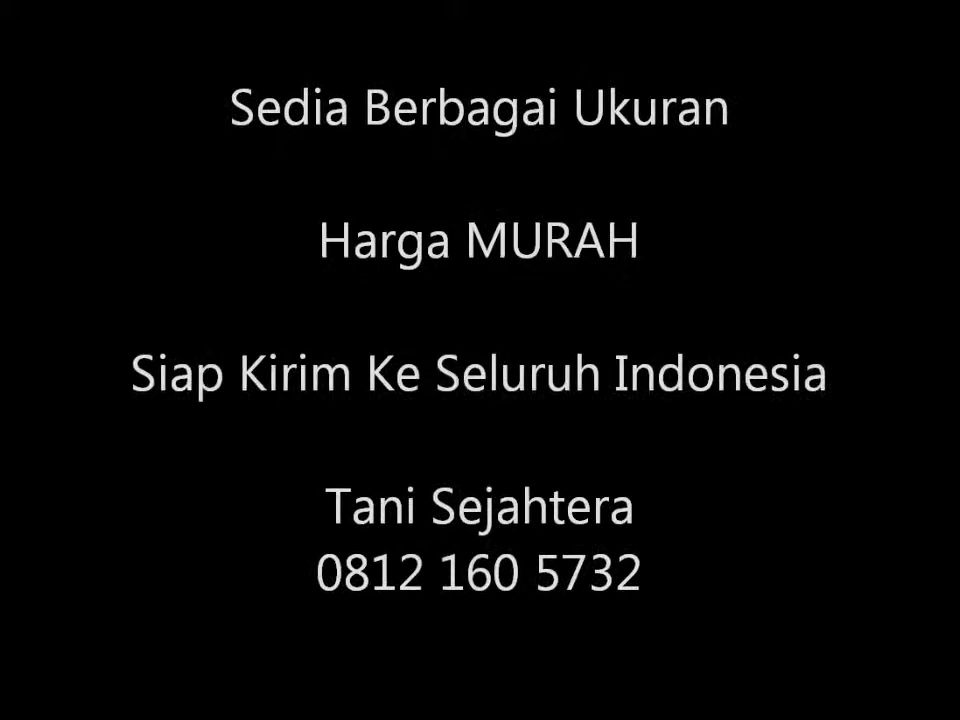 Sedia Berbagai Ukuran
Harga MURAH
Siap Kirim Ke Seluruh Indonesia
Tani Sejahtera
0812 160 5732